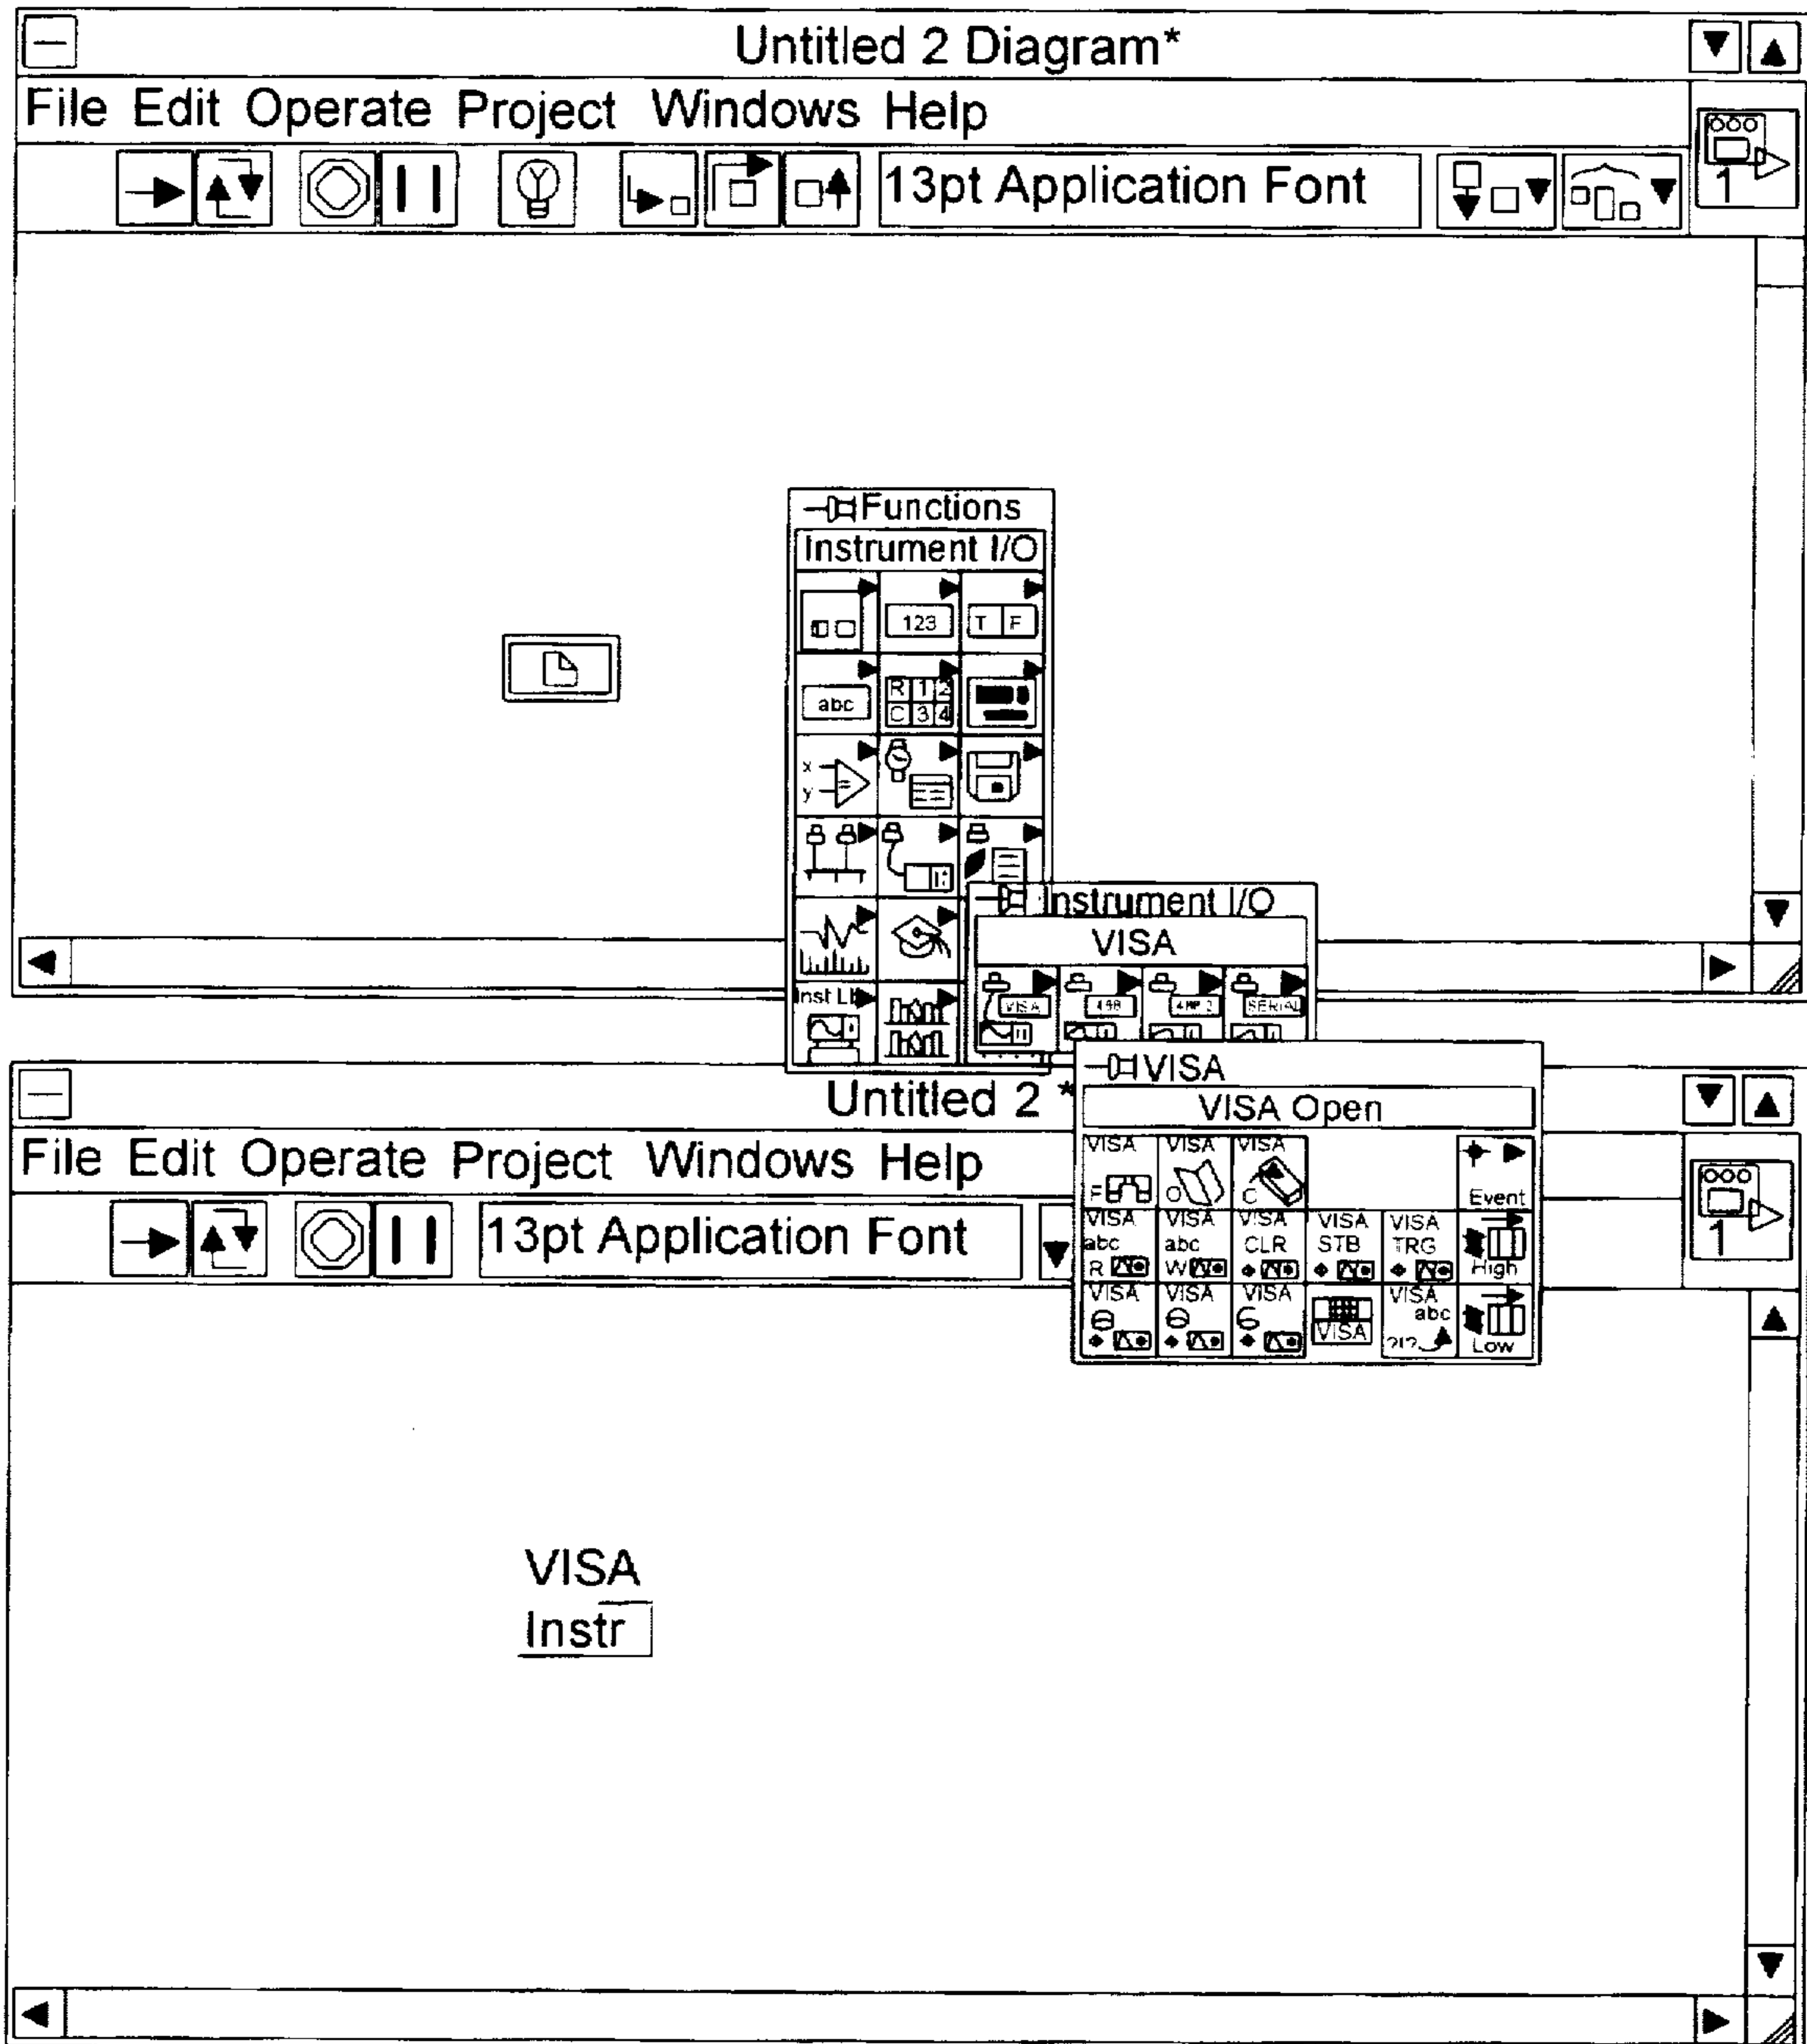 Untitled 2 Diagram*
File Edit Operate Project Windows Help
13pt Application Font
1
Functions
Instrument I/O
123
T F
abc
R 1 2
C 3 4
x
y
Instrument I/O
VISA
Inst
VISA SERIAL
VISA
VISA Open
Untitled 2 *
File Edit Operate Project Windows Help
13pt Application Font
1
VISA VISA VISA
F O C Event
VISA VISA VISA VISA VISA
abc abc CLR STB TRG
R W High
VISA VISA VISA VISA
abc
VISA ?!? Low
VISA
Instr